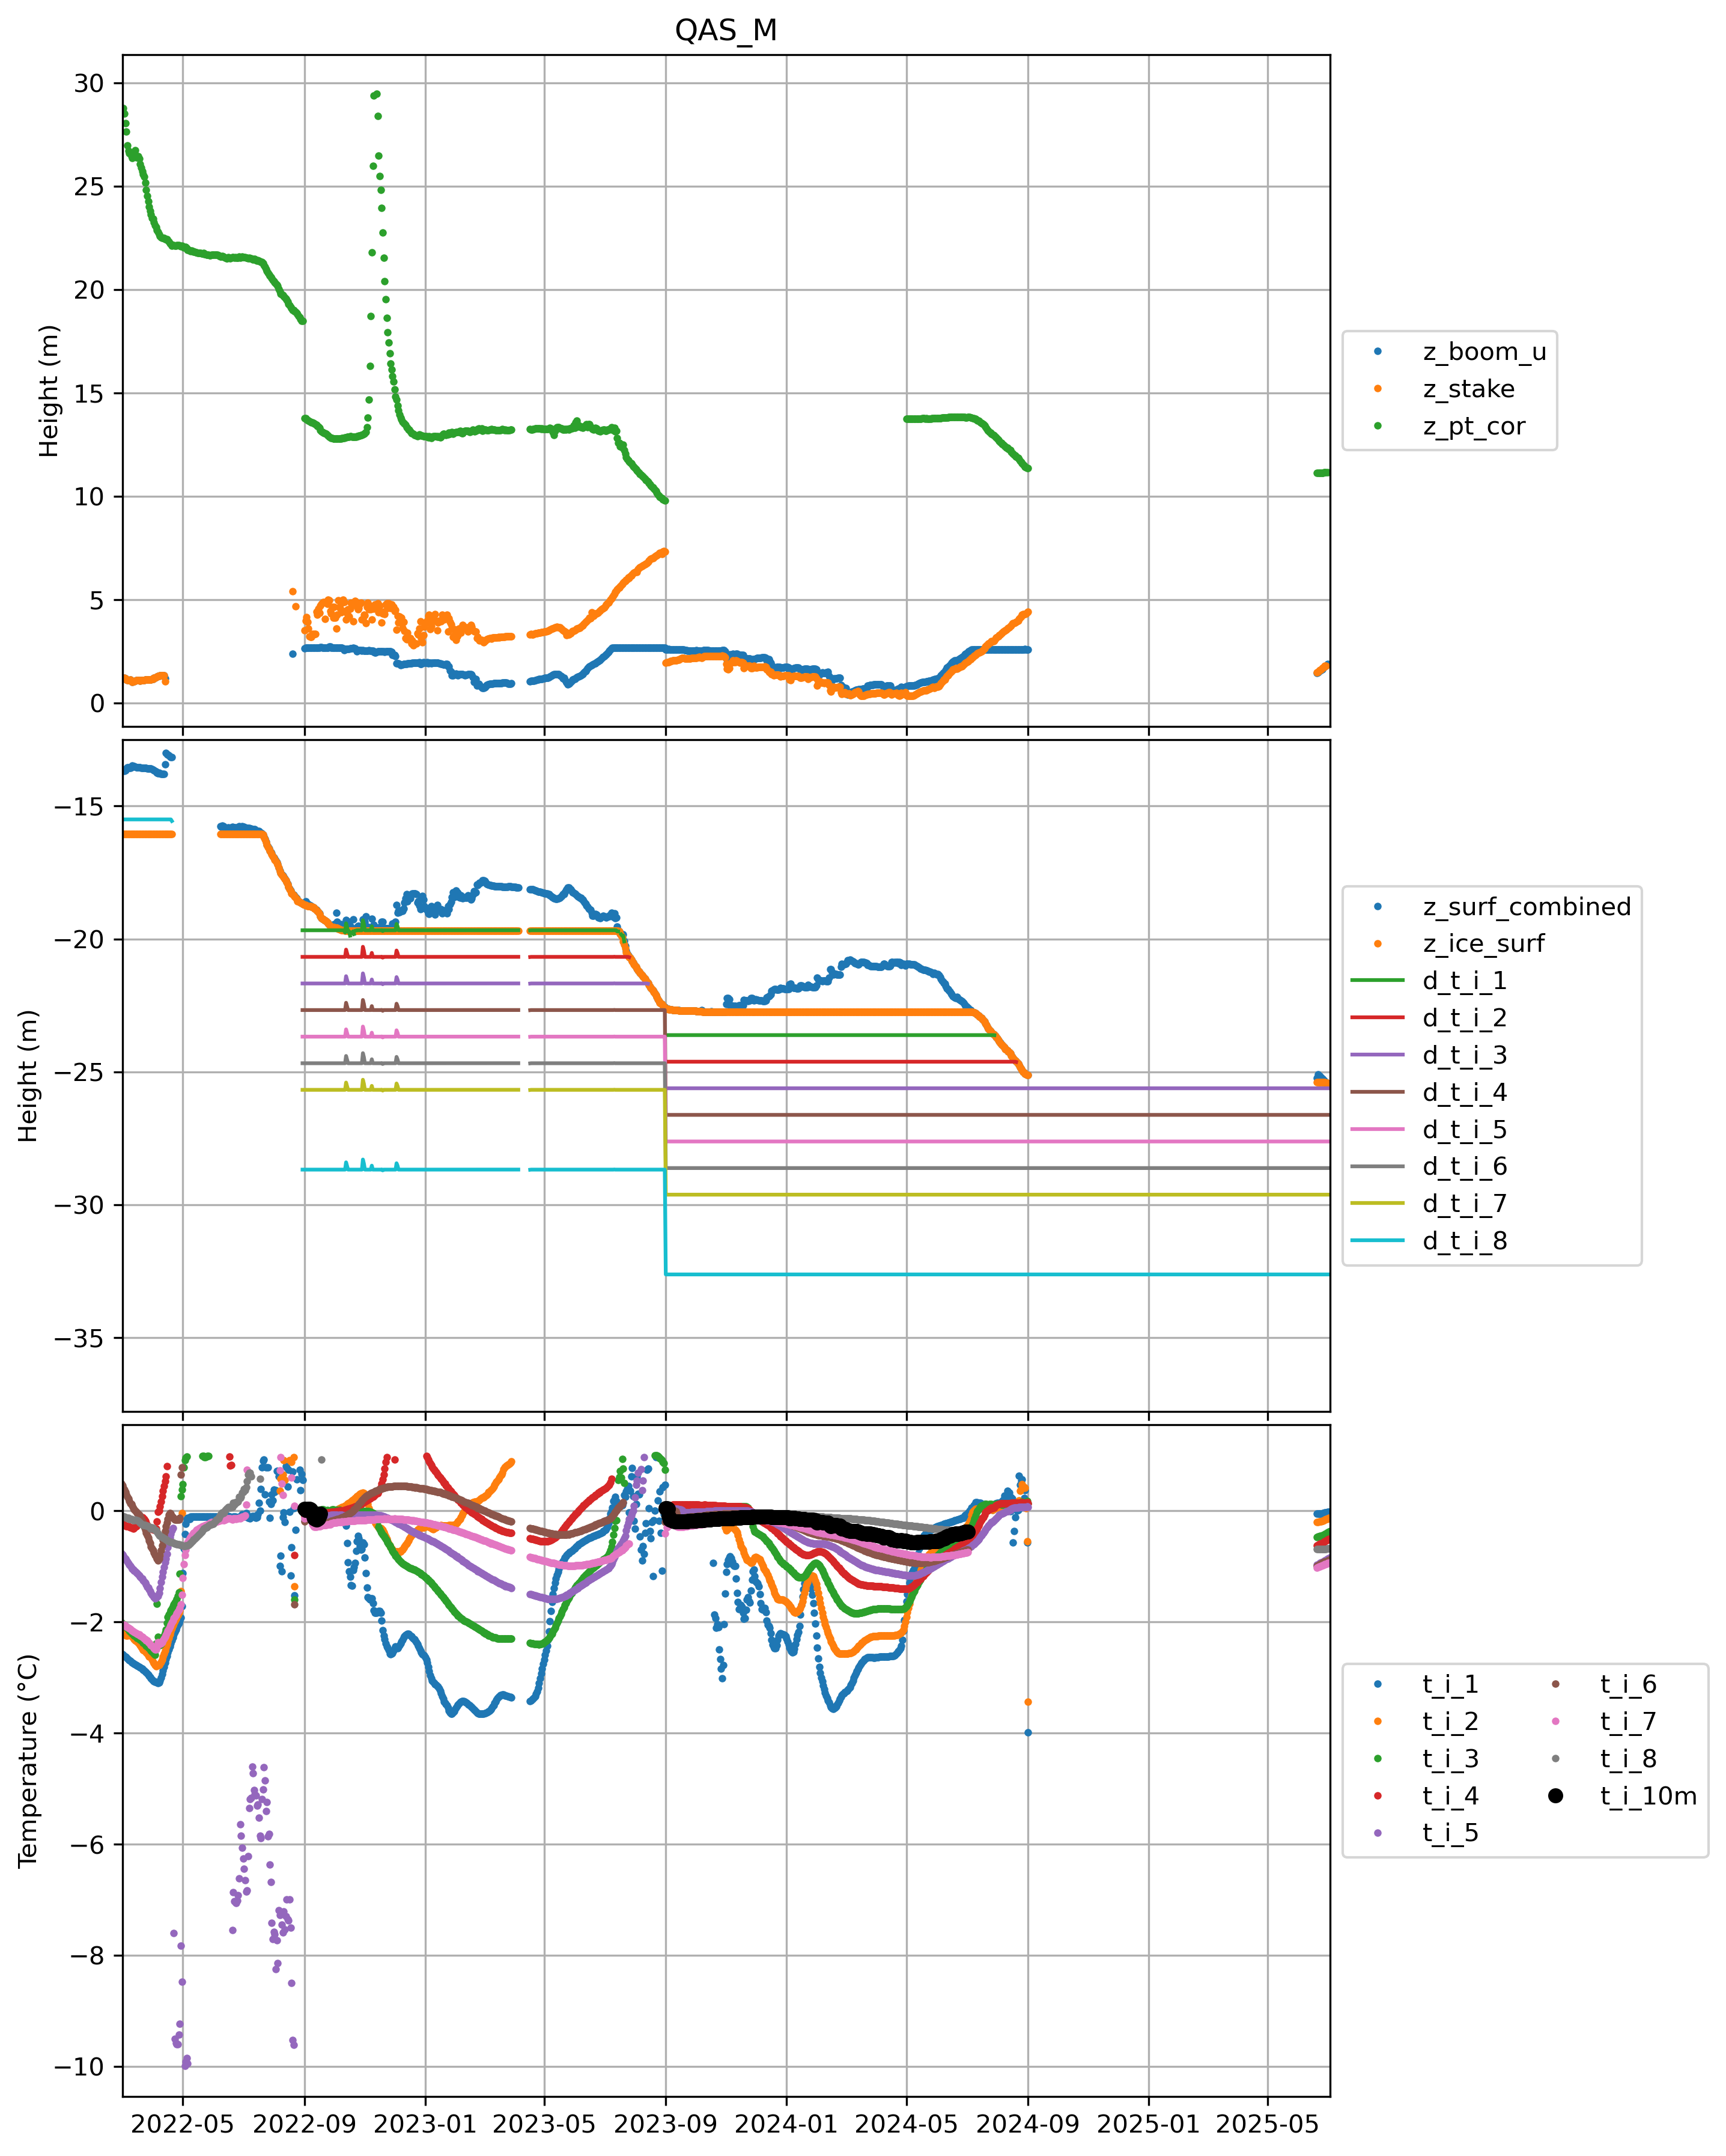 QAS_M
30
25
20
15
10
5
0
Height (m)
z_boom_u
z_stake
z_pt_cor
−15
−20
−25
−30
−35
Height (m)
z_surf_combined
z_ice_surf
d_t_i_1
d_t_i_2
d_t_i_3
d_t_i_4
d_t_i_5
d_t_i_6
d_t_i_7
d_t_i_8
0
−2
−4
−6
−8
−10
Temperature (°C)
t_i_1
t_i_2
t_i_3
t_i_4
t_i_5
t_i_6
t_i_7
t_i_8
t_i_10m
2022-05 2022-09 2023-01 2023-05 2023-09 2024-01 2024-05 2024-09 2025-01 2025-05